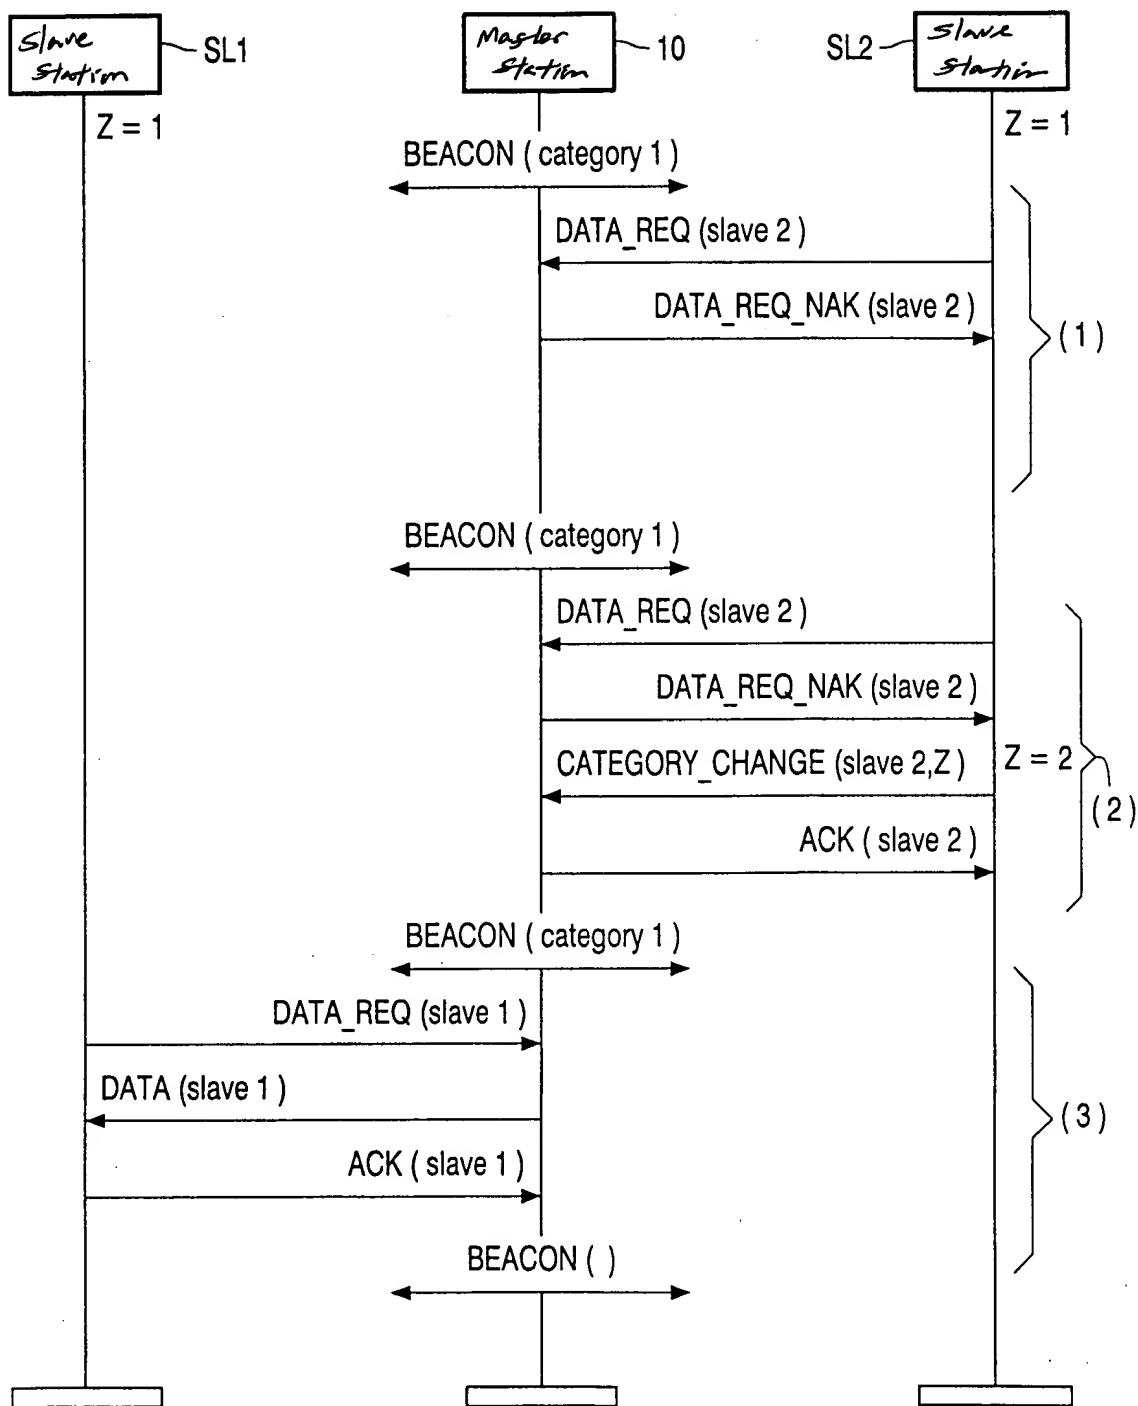 Slave
Station
SL1
Master
Station
10
SL2
Slave
Station
Z = 1
Z = 1
BEACON ( category 1 )
DATA_REQ (slave 2 )
DATA_REQ_NAK (slave 2 )
( 1 )
BEACON ( category 1 )
DATA_REQ (slave 2 )
DATA_REQ_NAK (slave 2 )
CATEGORY_CHANGE (slave 2,Z )
Z = 2
( 2 )
ACK ( slave 2 )
BEACON ( category 1 )
DATA_REQ (slave 1 )
DATA (slave 1 )
( 3 )
ACK ( slave 1 )
BEACON ( )